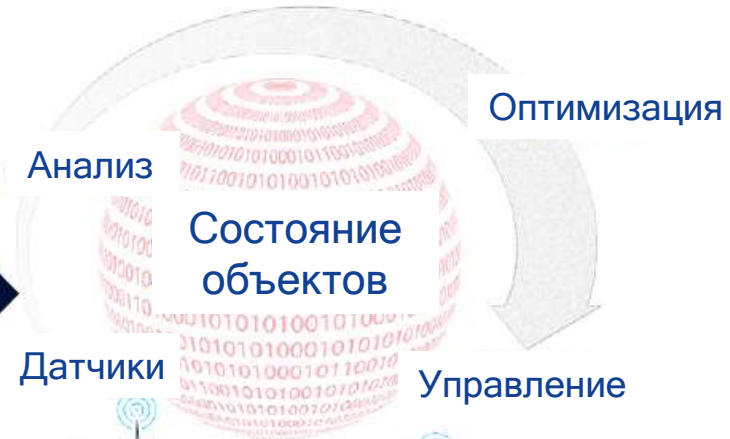 Оптимизация
Анализ
Состояние
объектов
Датчики
Управление